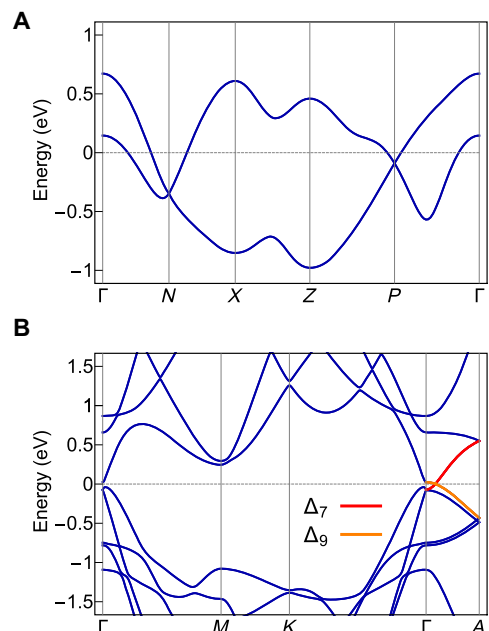 A
Energy (eV)
1
0.5
0
−0.5
−1
Γ N X Z P Γ
B
Energy (eV)
1.5
1
0.5
0
−0.5
−1
−1.5
Δ7
Δ9
Γ M K Γ A